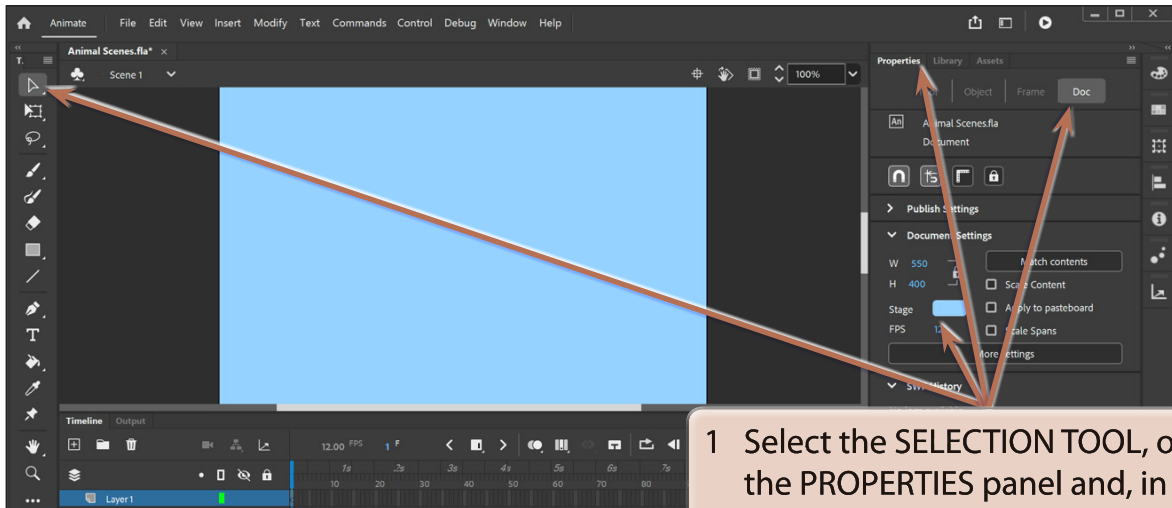 Animate File Edit View Insert Modify Text Commands Control Debug Window Help
Animal Scenes.fla* ×
T.
Scene 1
100%
Properties Library Assets
Object Frame Doc
An
Animal Scenes.fla
Document
Publish Settings
Document Settings
W 550
Match contents
H 400
Scale Content
Stage
Apply to pasteboard
FPS
Scale Spans
More settings
SWF History
Timeline Output
12.00 FPS 1 F
1s 2s 3s 4s 5s 6s 7s
10 20 30 40 50 60 70 80
Layer 1
1 Select the SELECTION TOOL, o
the PROPERTIES panel and, in